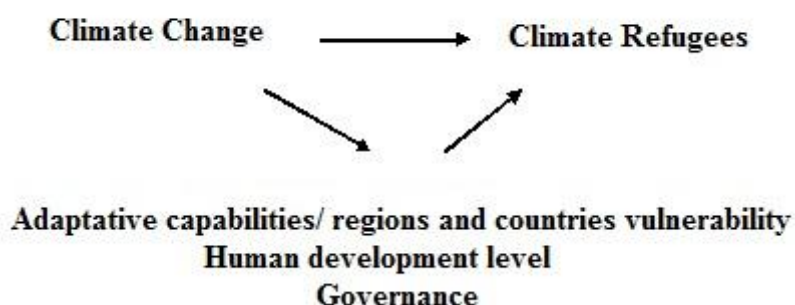 Climate Change
Climate Refugees
Adaptative capabilities/ regions and countries vulnerability
Human development level
Governance